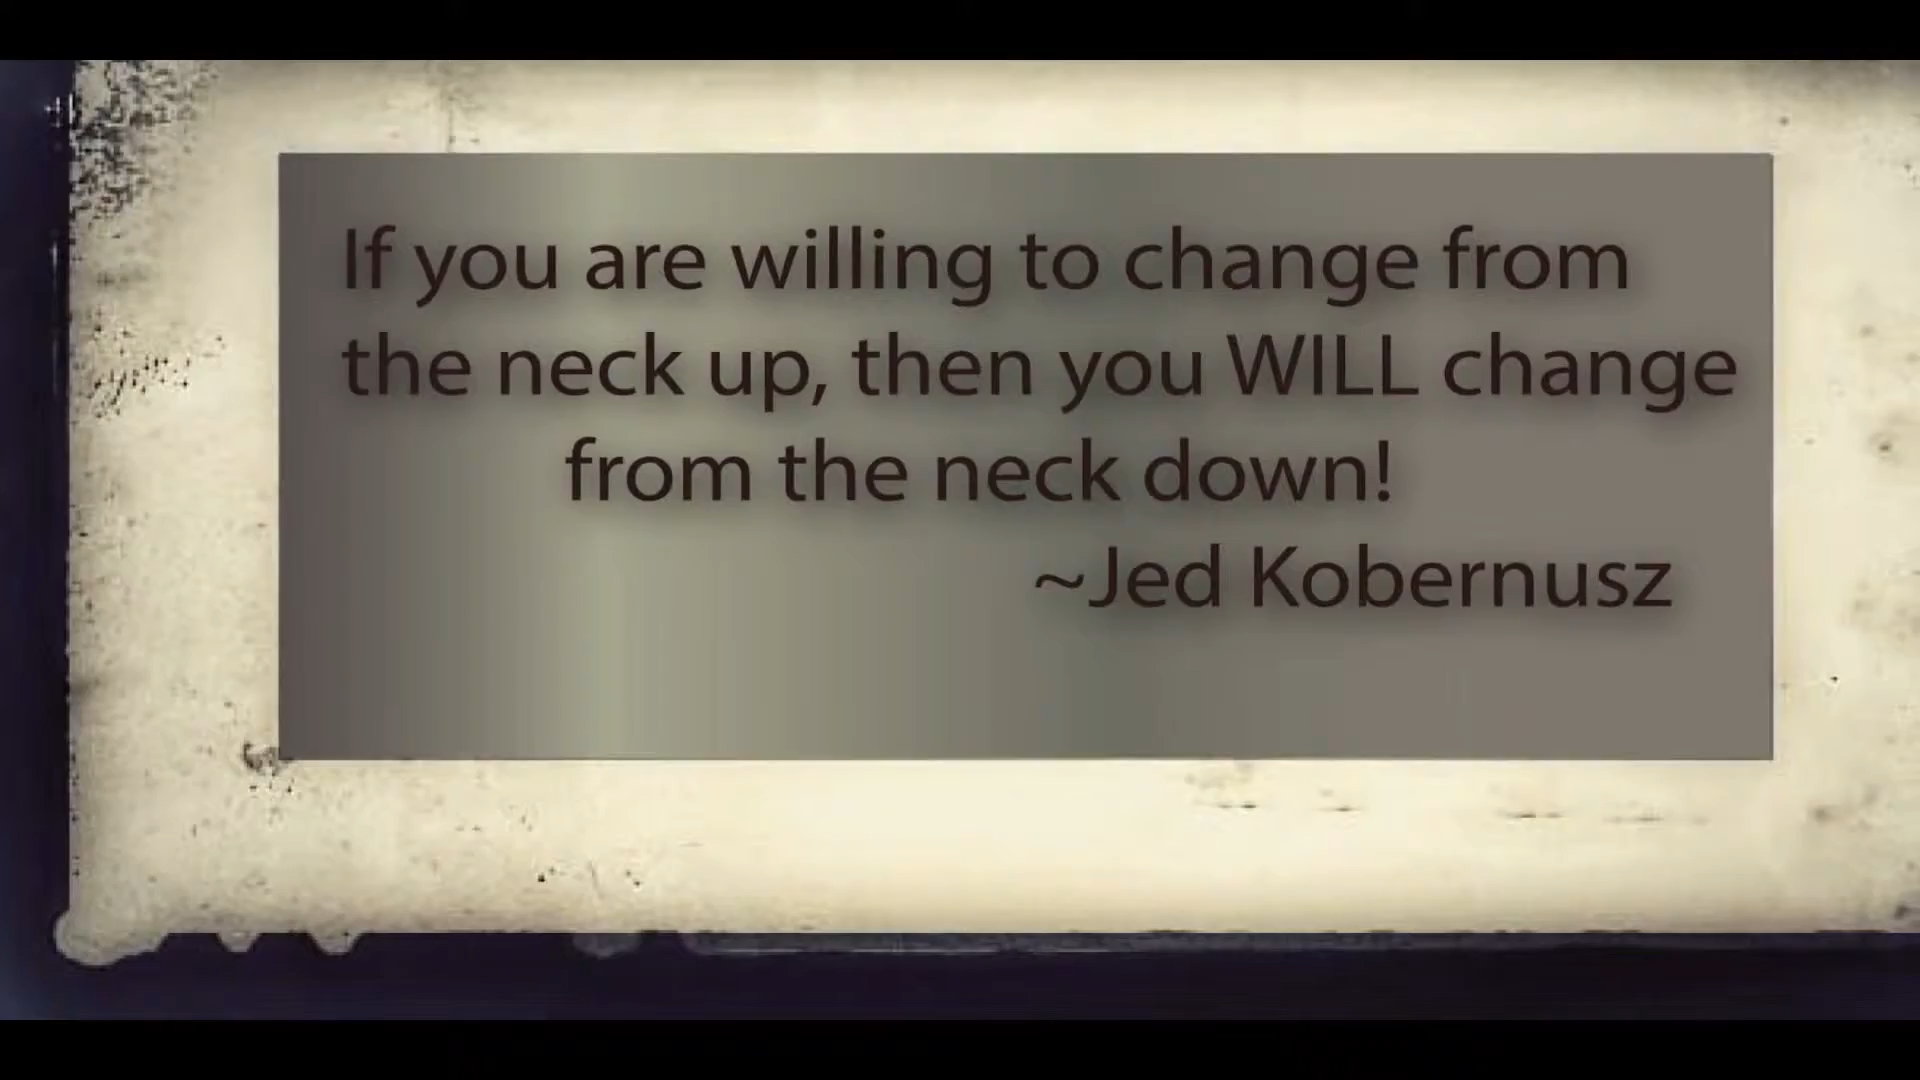 If you are willing to change from
the neck up, then you WILL change
from the neck down!
~Jed Kobernusz